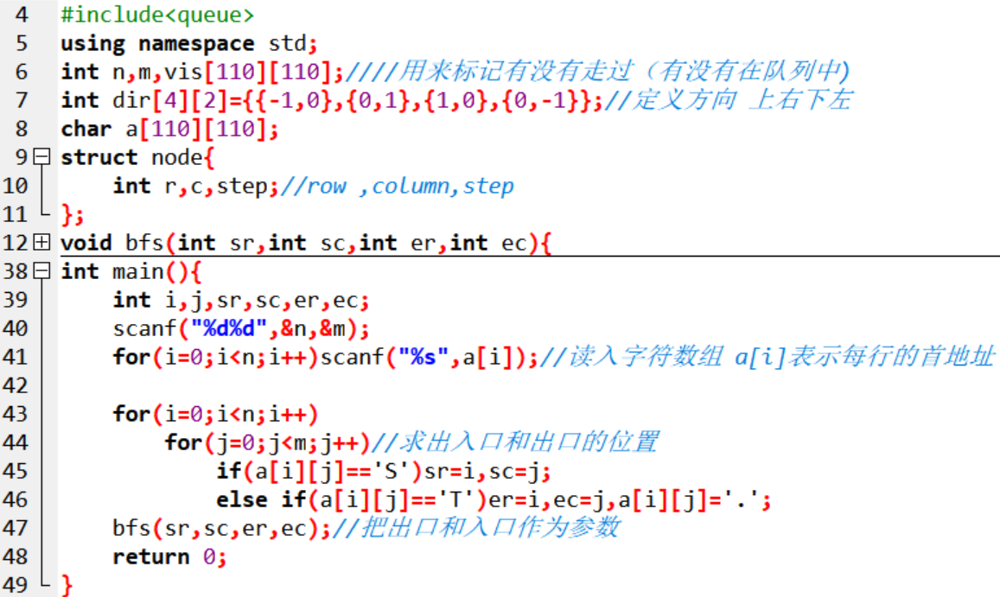 4 #include<queue>
5 using namespace std;
6 int n,m,vis[110][110];////用来标记有没有走过（有没有在队列中)
7 int dir[4][2]={{-1,0},{0,1},{1,0},{0,-1}};//定义方向 上右下左
8 char a[110][110];
9 struct node{
10     int r,c,step;//row ,column,step
11 };
12 void bfs(int sr,int sc,int er,int ec){
38 int main(){
39     int i,j,sr,sc,er,ec;
40     scanf("%d%d",&n,&m);
41     for(i=0;i<n;i++)scanf("%s",a[i]);//读入字符数组 a[i]表示每行的首地址
42
43     for(i=0;i<n;i++)
44         for(j=0;j<m;j++)//求出入口和出口的位置
45             if(a[i][j]=='S')sr=i,sc=j;
46             else if(a[i][j]=='T')er=i,ec=j,a[i][j]='.';
47     bfs(sr,sc,er,ec);//把出口和入口作为参数
48     return 0;
49 }